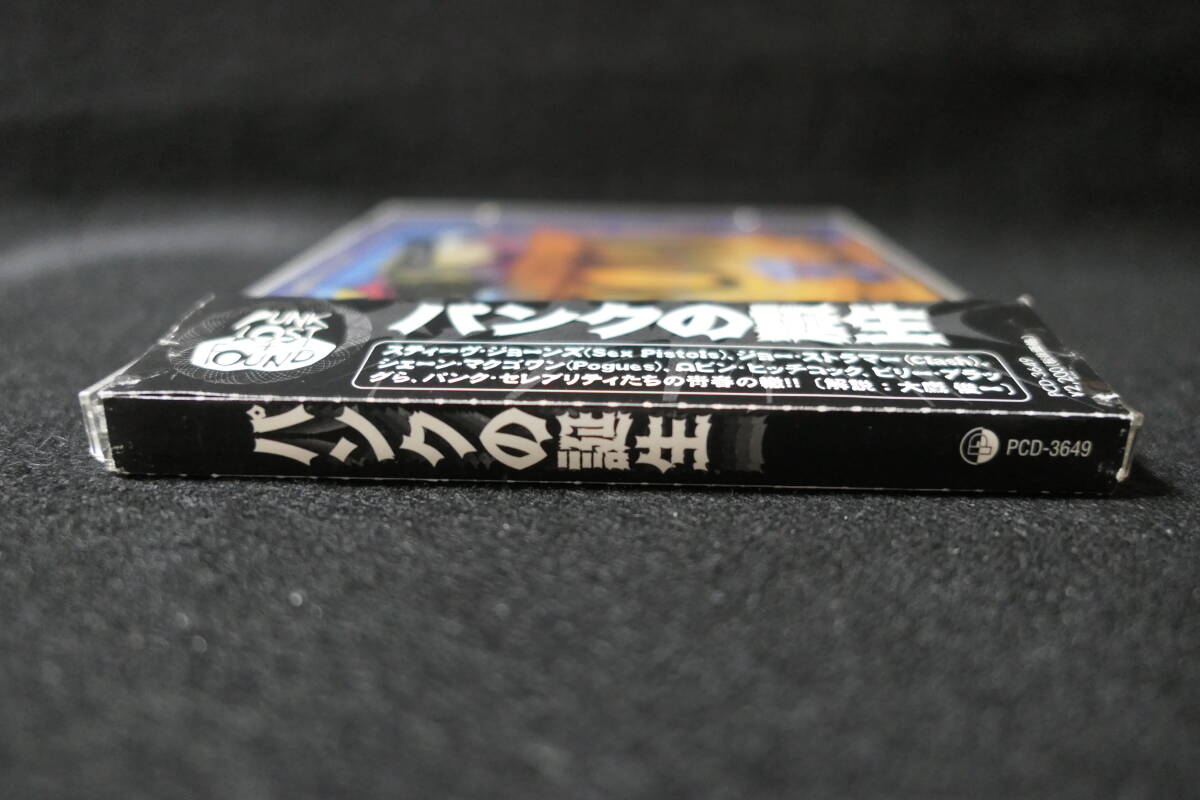 PUNK
LOST
&
FOUND
パンクの誕生
スティーヴ・ジョーンズ(Sex Pistols)、ジョー・ストラマー(Clash)、
シェーン・マクゴワン(Pogues)、ロビン・ヒッチコック、ビリー・ブラッ
グら、パンク・セレブリティたちの青春の轍!! (解説：大鷹 俊一)
PCD-3649
パンクの誕生
PCD-3649